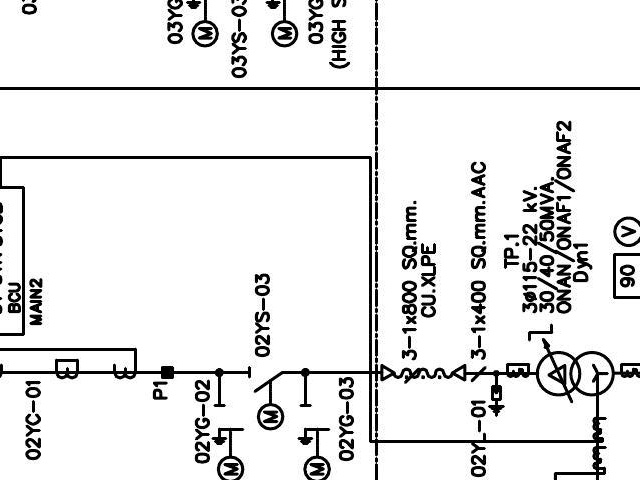 03YG
M
03YS-03
M
03YG
(HIGH S
BCU
MAIN2
02YC-01
P1
02YG-02
M
02YS-03
M
M
02YG-03
3-1x800 SQ.mm.
CU.XLPE
3-1x400 SQ.mm.AAC
02Y
-01
TP.1
3ø115-22 kV.
30/40/50MVA.
ONAN/ONAF1/ONAF2
Dyn1
90
V